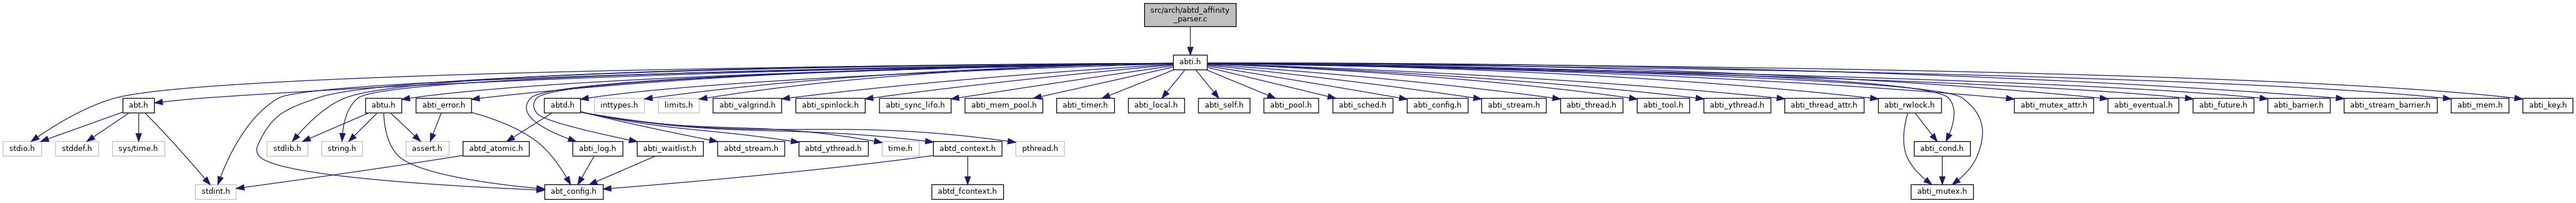 src/arch/abtd_affinity
_parser.c
abti.h
abt.h
abtu.h
abti_error.h
abtd.h
inttypes.h
limits.h
abti_valgrind.h
abti_spinlock.h
abti_sync_lifo.h
abti_mem_pool.h
abti_timer.h
abti_local.h
abti_self.h
abti_pool.h
abti_sched.h
abti_config.h
abti_stream.h
abti_thread.h
abti_tool.h
abti_ythread.h
abti_thread_attr.h
abti_rwlock.h
abti_mutex_attr.h
abti_eventual.h
abti_future.h
abti_barrier.h
abti_stream_barrier.h
abti_mem.h
abti_key.h
stdio.h
stddef.h
sys/time.h
stdlib.h
string.h
assert.h
abtd_atomic.h
abti_log.h
abti_waitlist.h
abtd_stream.h
abtd_ythread.h
time.h
abtd_context.h
pthread.h
abti_cond.h
stdint.h
abt_config.h
abtd_fcontext.h
abti_mutex.h